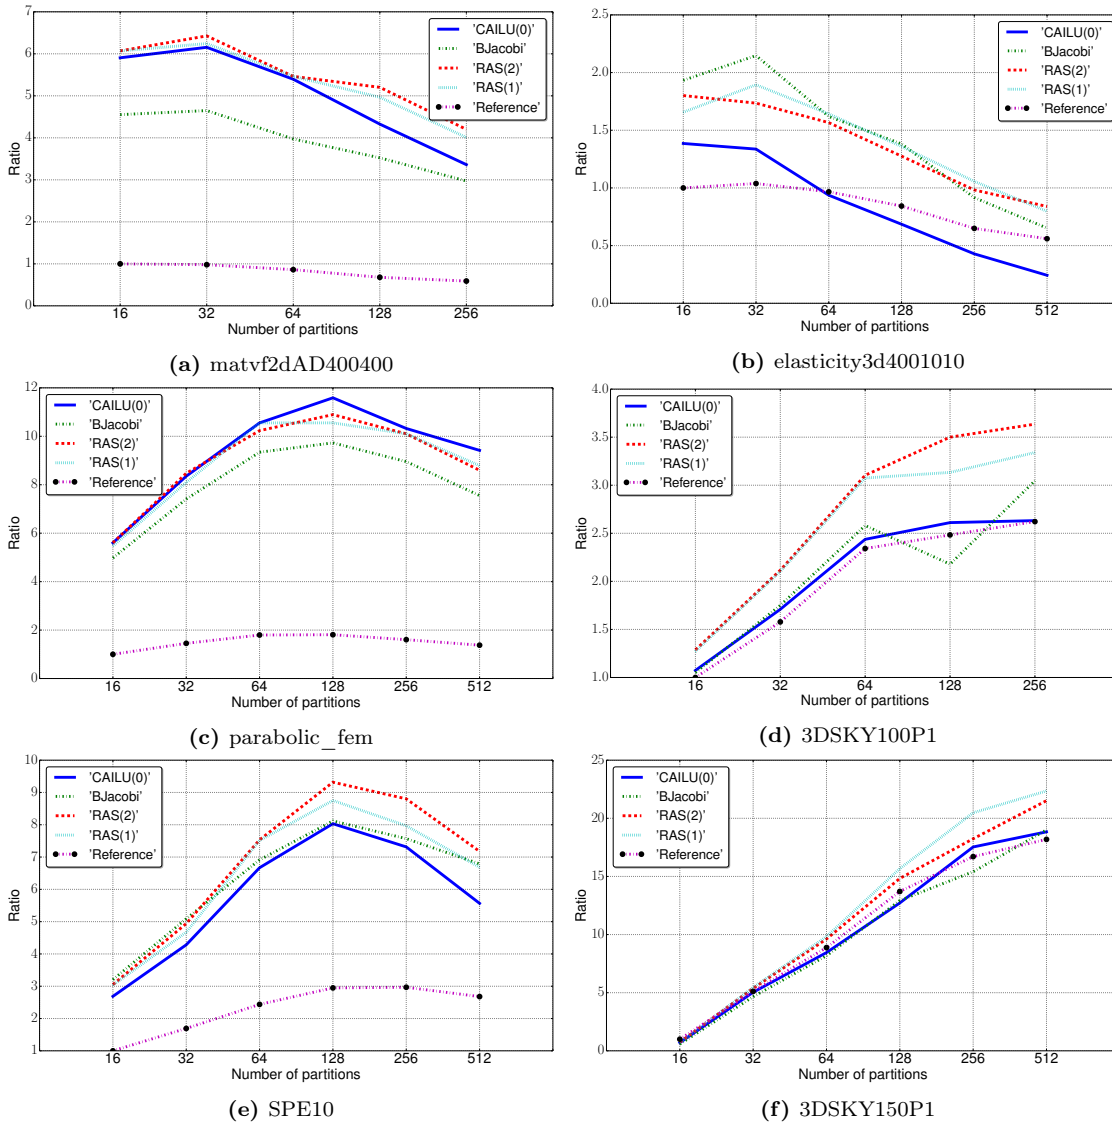 7
6
5
4
3
2
1
0
Ratio
'CAILU(0)'
'BJacobi'
'RAS(2)'
'RAS(1)'
'Reference'
16 32 64 128 256
Number of partitions
(a) matvf2dAD400400
2.5
2.0
1.5
1.0
0.5
0.0
Ratio
'CAILU(0)'
'BJacobi'
'RAS(2)'
'RAS(1)'
'Reference'
16 32 64 128 256 512
Number of partitions
(b) elasticity3d4001010
12
10
8
6
4
2
0
Ratio
'CAILU(0)'
'BJacobi'
'RAS(2)'
'RAS(1)'
'Reference'
16 32 64 128 256 512
Number of partitions
(c) parabolic_fem
4.0
3.5
3.0
2.5
2.0
1.5
1.0
Ratio
'CAILU(0)'
'BJacobi'
'RAS(2)'
'RAS(1)'
'Reference'
16 32 64 128 256
Number of partitions
(d) 3DSKY100P1
10
9
8
7
6
5
4
3
2
1
Ratio
'CAILU(0)'
'BJacobi'
'RAS(2)'
'RAS(1)'
'Reference'
16 32 64 128 256 512
Number of partitions
(e) SPE10
25
20
15
10
5
0
Ratio
'CAILU(0)'
'BJacobi'
'RAS(2)'
'RAS(1)'
'Reference'
16 32 64 128 256 512
Number of partitions
(f) 3DSKY150P1